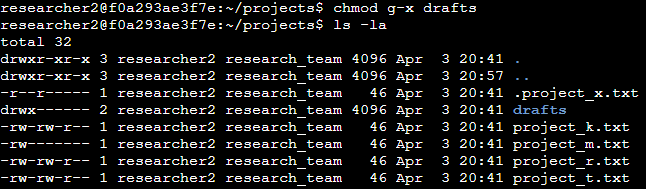 researcher2@f0a293ae3f7e:~/projects$ chmod g-x drafts
researcher2@f0a293ae3f7e:~/projects$ ls -la
total 32
drwxr-xr-x 3 researcher2 research_team 4096 Apr  3 20:41 .
drwxr-xr-x 3 researcher2 research_team 4096 Apr  3 20:57 ..
-r--r----- 1 researcher2 research_team   46 Apr  3 20:41 .project_x.txt
drwx------ 2 researcher2 research_team 4096 Apr  3 20:41 drafts
-rw-rw-r-- 1 researcher2 research_team   46 Apr  3 20:41 project_k.txt
-rw------- 1 researcher2 research_team   46 Apr  3 20:41 project_m.txt
-rw-rw-r-- 1 researcher2 research_team   46 Apr  3 20:41 project_r.txt
-rw-rw-r-- 1 researcher2 research_team   46 Apr  3 20:41 project_t.txt